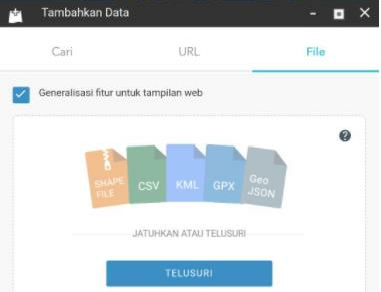 Tambahkan Data
Cari URL File
Generalisasi fitur untuk tampilan web
SHAPE
FILE
CSV
KML
GPX
Geo
JSON
JATUHKAN ATAU TELUSURI
TELUSURI